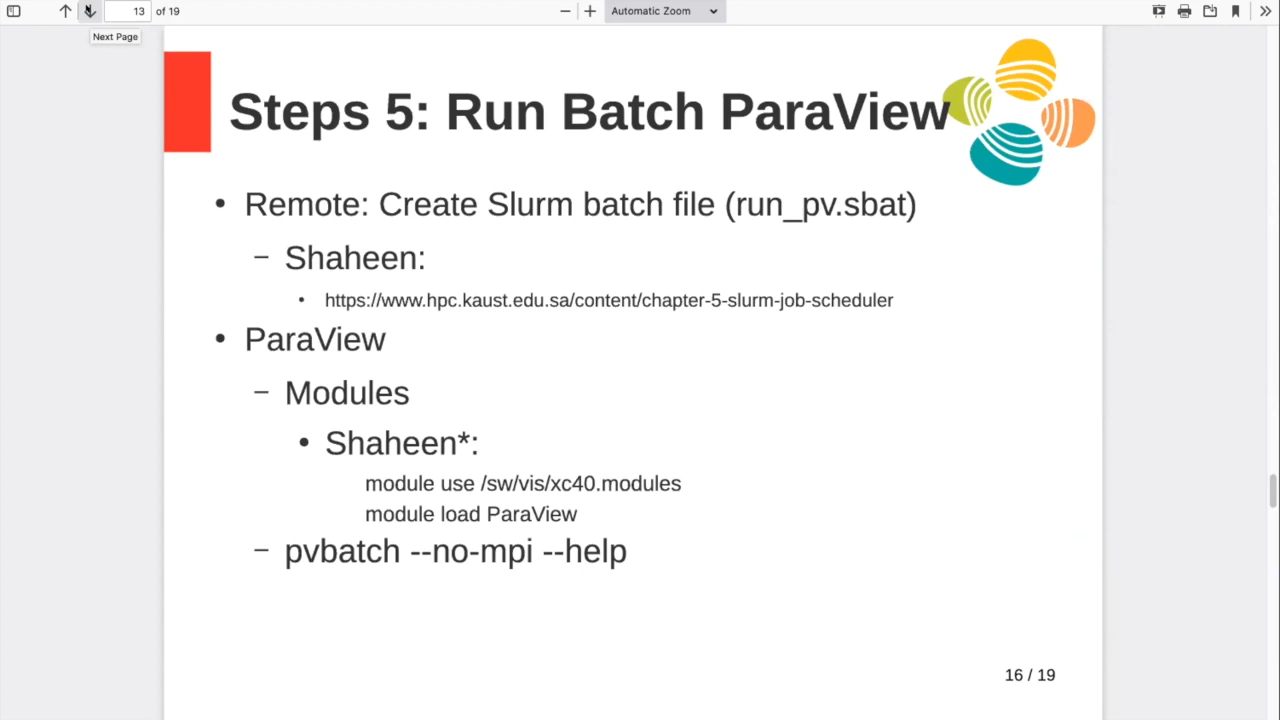 13 of 19
Automatic Zoom
Next Page
Steps 5: Run Batch ParaView
• Remote: Create Slurm batch file (run_pv.sbat)
– Shaheen:
• https://www.hpc.kaust.edu.sa/content/chapter-5-slurm-job-scheduler
• ParaView
– Modules
• Shaheen*:
module use /sw/vis/xc40.modules
module load ParaView
– pvbatch --no-mpi --help
16 / 19